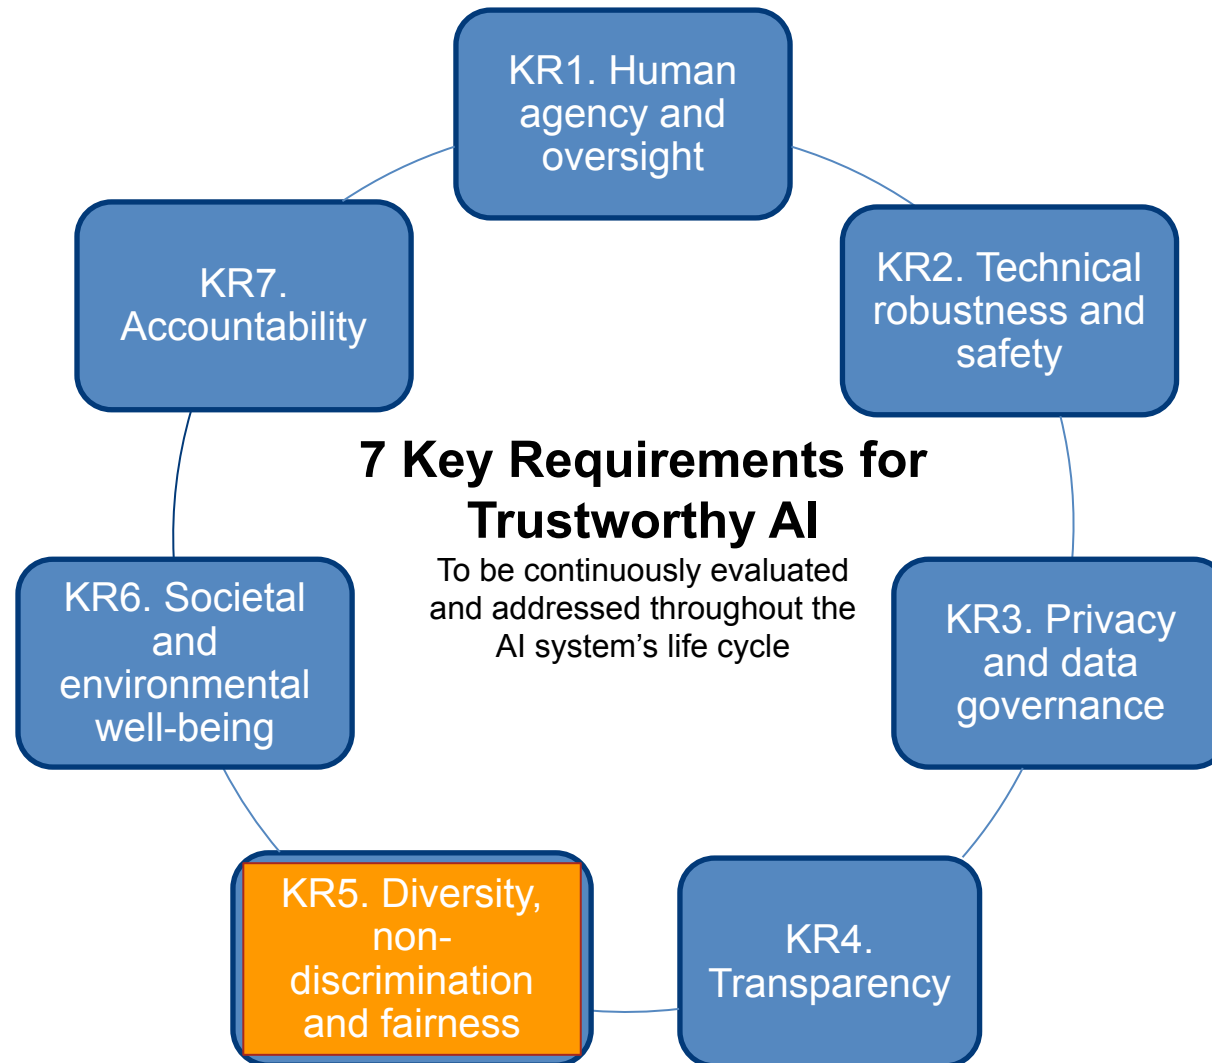 KR1. Human
agency and
oversight
KR2. Technical
robustness and
safety
KR3. Privacy
and data
governance
KR4.
Transparency
KR5. Diversity,
non-
discrimination
and fairness
KR6. Societal
and
environmental
well-being
KR7.
Accountability
7 Key Requirements for
Trustworthy AI
To be continuously evaluated
and addressed throughout the
AI system’s life cycle